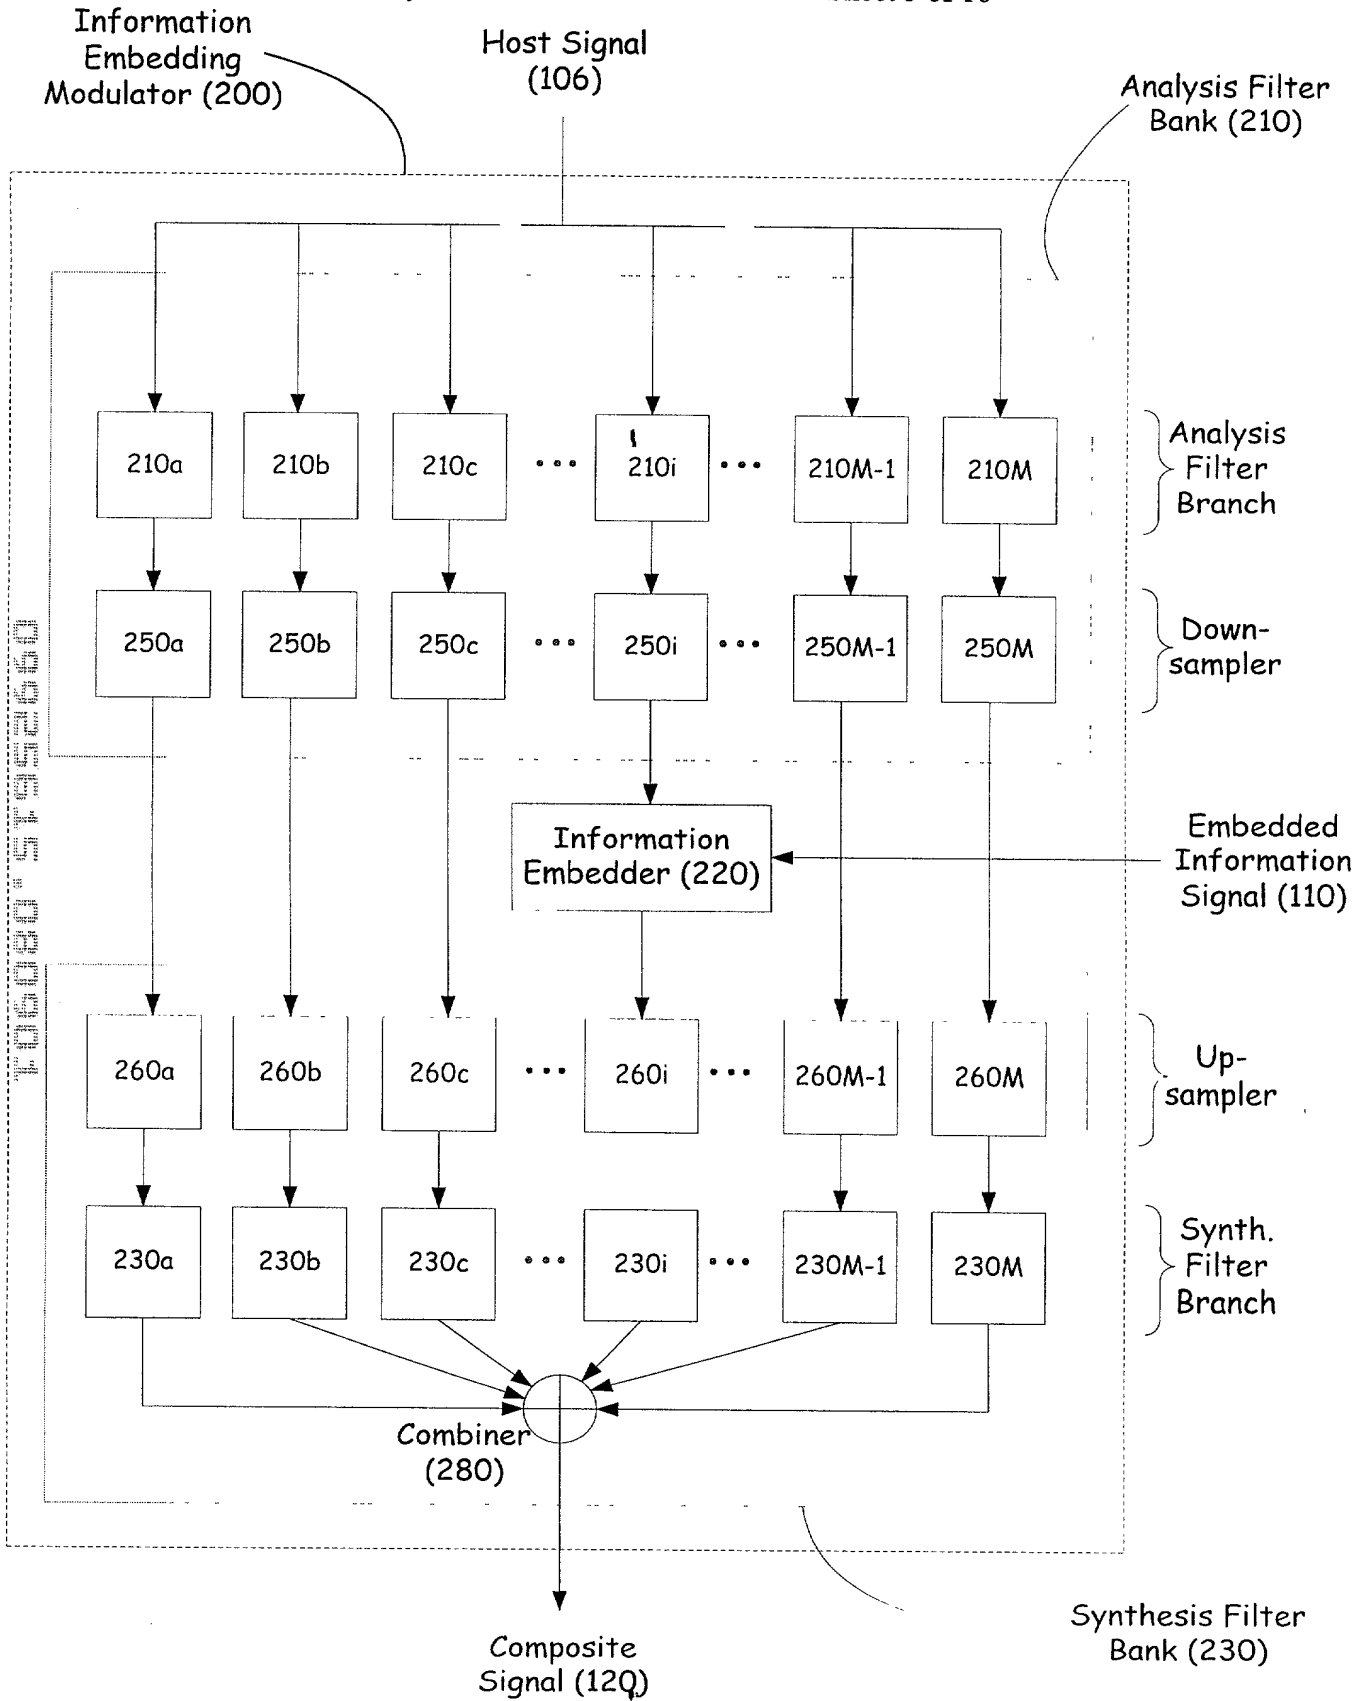 Information
Embedding
Modulator (200)
Host Signal
(106)
Analysis Filter
Bank (210)
210a 210b 210c 210i 210M-1 210M
Analysis
Filter
Branch
250a 250b 250c 250i 250M-1 250M
Down-
sampler
Information
Embedder (220)
Embedded
Information
Signal (110)
260a 260b 260c 260i 260M-1 260M
Up-
sampler
230a 230b 230c 230i 230M-1 230M
Synth.
Filter
Branch
Combiner
(280)
Composite
Signal (120)
Synthesis Filter
Bank (230)